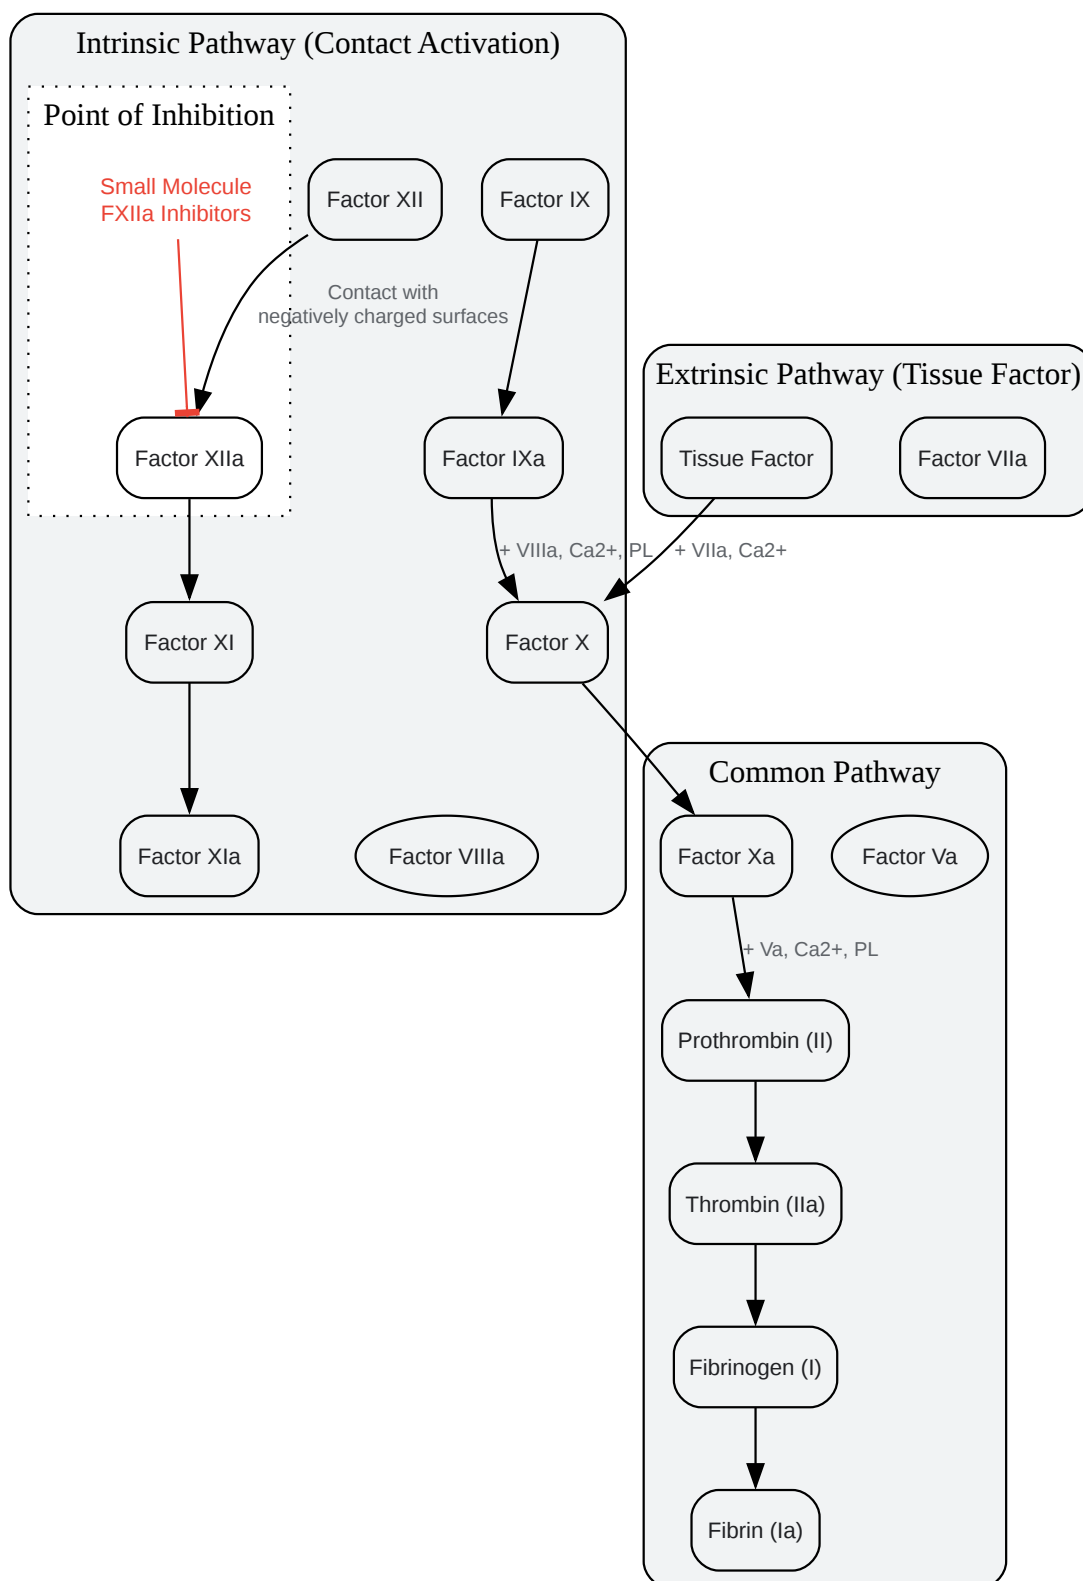 Intrinsic Pathway (Contact Activation)
Point of Inhibition
Small Molecule
FXIIa Inhibitors
Factor XII
Factor IX
Contact with
negatively charged surfaces
Extrinsic Pathway (Tissue Factor)
Factor XIIa
Factor IXa
Tissue Factor
Factor VIIa
+ VIIIa, Ca2+, PL
+ VIIa, Ca2+
Factor XI
Factor X
Common Pathway
Factor XIa
Factor VIIIa
Factor Xa
Factor Va
+ Va, Ca2+, PL
Prothrombin (II)
Thrombin (IIa)
Fibrinogen (I)
Fibrin (Ia)